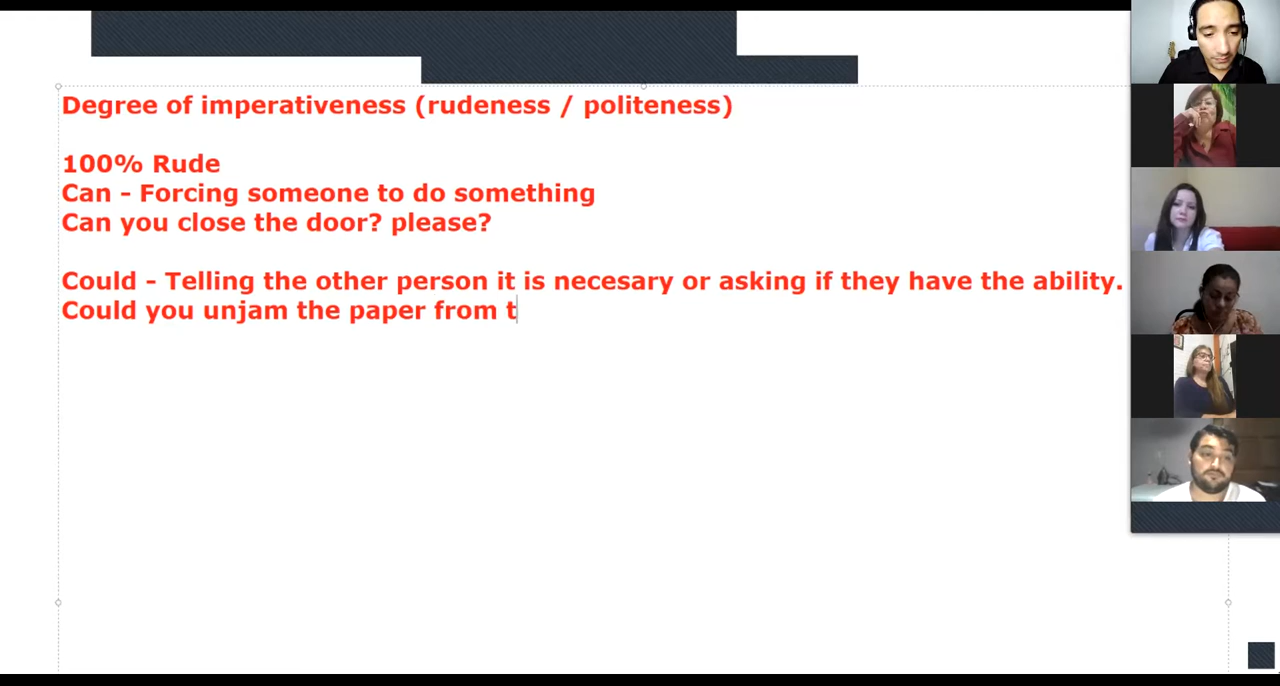 Degree of imperativeness (rudeness / politeness)
100% Rude
Can - Forcing someone to do something
Can you close the door? please?
Could - Telling the other person it is necesary or asking if they have the ability.
Could you unjam the paper from t